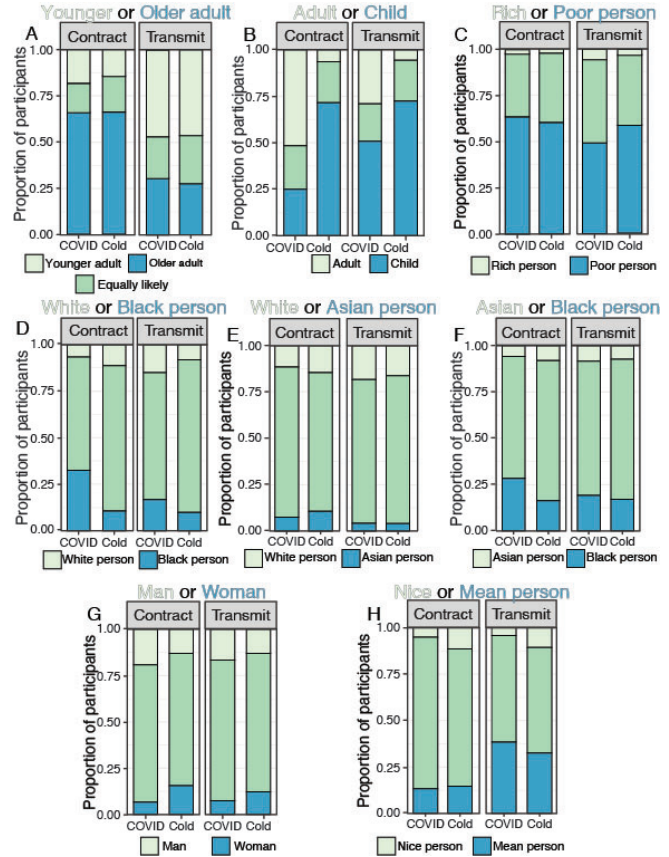 Younger or Older adult
A
Contract
Transmit
Proportion of participants
1.00
0.75
0.50
0.25
0.00
COVID
Cold
COVID
Cold
Younger adult
Older adult
Equally likely
Adult or Child
B
Contract
Transmit
Proportion of participants
1.00
0.75
0.50
0.25
0.00
COVID
Cold
COVID
Cold
Adult
Child
Rich or Poor person
C
Contract
Transmit
Proportion of participants
1.00
0.75
0.50
0.25
0.00
COVID
Cold
COVID
Cold
Rich person
Poor person
White or Black person
D
Contract
Transmit
Proportion of participants
1.00
0.75
0.50
0.25
0.00
COVID
Cold
COVID
Cold
White person
Black person
White or Asian person
E
Contract
Transmit
Proportion of participants
1.00
0.75
0.50
0.25
0.00
COVID
Cold
COVID
Cold
White person
Asian person
Asian or Black person
F
Contract
Transmit
Proportion of participants
1.00
0.75
0.50
0.25
0.00
COVID
Cold
COVID
Cold
Asian person
Black person
Man or Woman
G
Contract
Transmit
Proportion of participants
1.00
0.75
0.50
0.25
0.00
COVID
Cold
COVID
Cold
Man
Woman
Nice or Mean person
H
Contract
Transmit
Proportion of participants
1.00
0.75
0.50
0.25
0.00
COVID
Cold
COVID
Cold
Nice person
Mean person